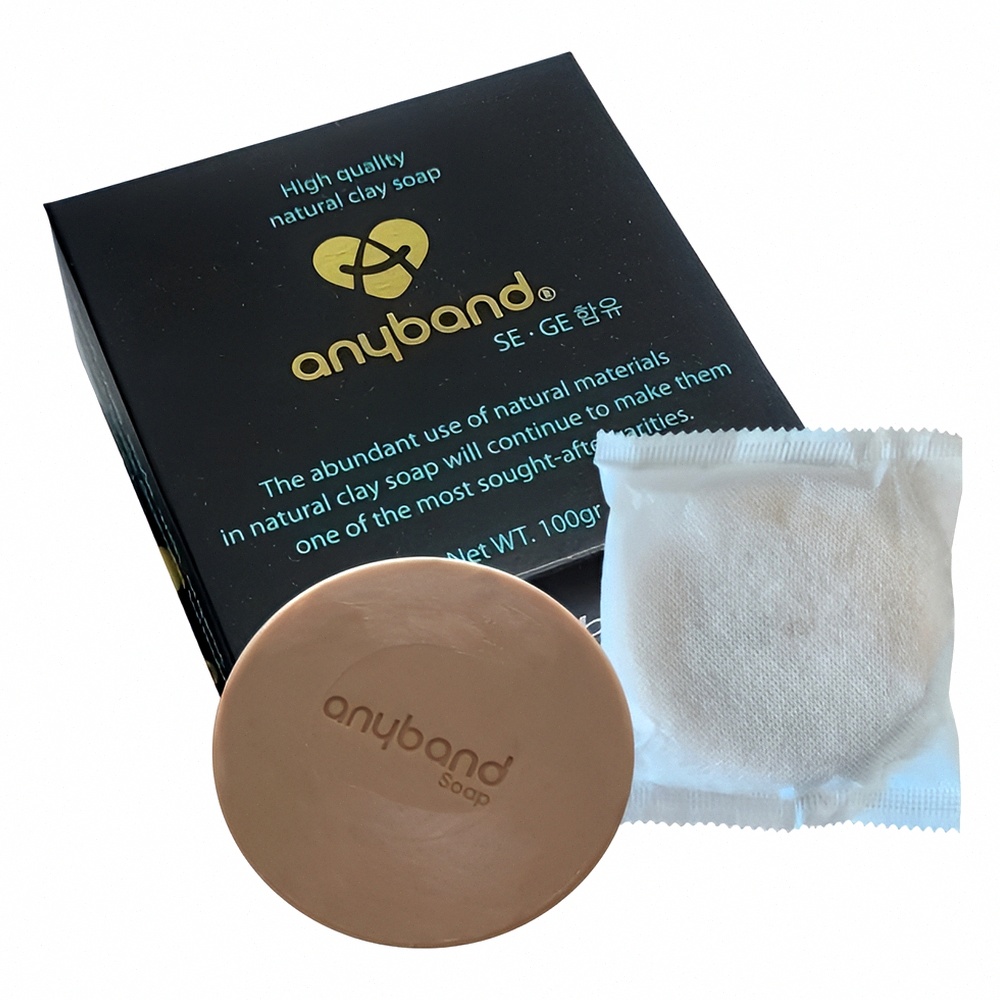 High quality
natural clay soap
anyband®
SE · GE 함유
The abundant use of natural materials
in natural clay soap will continue to make them
one of the most sought-after rarities.
Net WT. 100gr
anyband
Soap